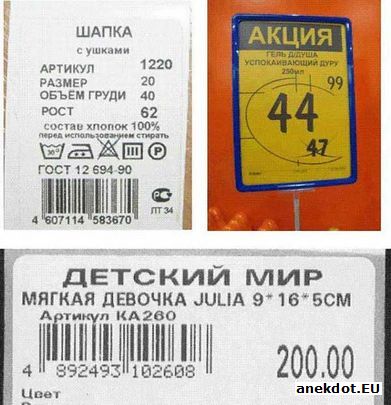 ШАПКА
с ушками
АРТИКУЛ 1220
РАЗМЕР 20
ОБЪЕМ ГРУДИ 40
РОСТ 62
состав хлопок 100%
перед использованием стирать
ГОСТ 12 694-90
4 607114 583670
РС
ЛТ 34
АКЦИЯ
ГЕЛЬ Д/ДУША
УСПОКАИВАЮЩИЙ ДУРУ
250мл
44 99
47
ДЕТСКИЙ МИР
МЯГКАЯ ДЕВОЧКА JULIA 9*16*5СМ
Артикул КА260
4 892493 102608
200.00
Цвет
anekdot.EU